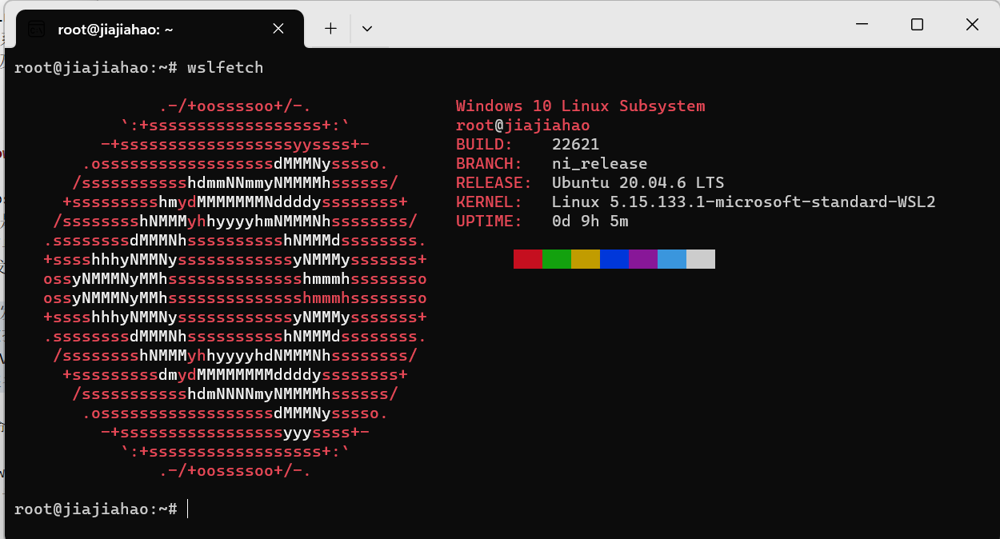 root@jiajiahao: ~
root@jiajiahao:~# wslfetch
.-/+oossssoo+/-.
`:+ssssssssssssssssss+:`
-+ssssssssssssssssssyyssss+-
.ossssssssssssssssssdMMMNysssso.
/ssssssssssshdmmNNmmyNMMMMhssssss/
+ssssssssshmydMMMMMMMNddddyssssssss+
/sssssssshNMMMyhhyyyyhmNMMMNhssssssss/
.ssssssssdMMMNhsssssssssshNMMMdssssssss.
+sssshhhyNMMNyssssssssssssyNMMMysssssss+
ossyNMMMNyMMhsssssssssssssshmmmhssssssso
ossyNMMMNyMMhsssssssssssssshmmmhssssssso
+sssshhhyNMMNyssssssssssssyNMMMysssssss+
.ssssssssdMMMNhsssssssssshNMMMdssssssss.
/sssssssshNMMMyhhyyyyhdNMMMNhssssssss/
+sssssssssdmydMMMMMMMMddddyssssssss+
/ssssssssssshdmNNNNmyNMMMMhssssss/
.ossssssssssssssssssdMMMNysssso.
-+sssssssssssssssssyyyssss+-
`:+ssssssssssssssssss+:`
.-/+oossssoo+/-.
Windows 10 Linux Subsystem
root@jiajiahao
BUILD: 22621
BRANCH: ni_release
RELEASE: Ubuntu 20.04.6 LTS
KERNEL: Linux 5.15.133.1-microsoft-standard-WSL2
UPTIME: 0d 9h 5m
root@jiajiahao:~#